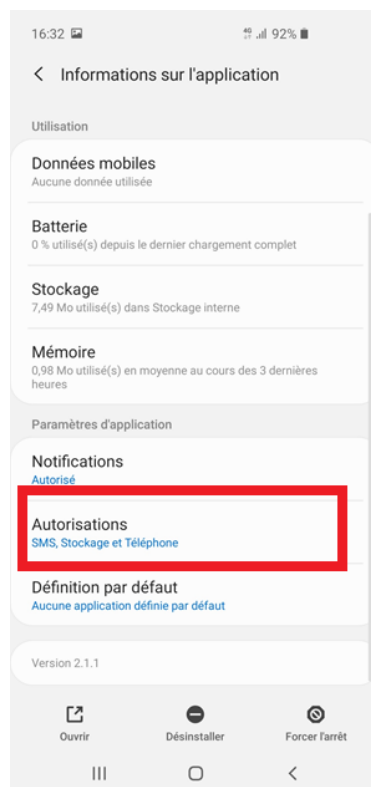 16:32 4G 92%
Informations sur l'application
Utilisation
Données mobiles
Aucune donnée utilisée
Batterie
0 % utilisé(s) depuis le dernier chargement complet
Stockage
7,49 Mo utilisé(s) dans Stockage interne
Mémoire
0,98 Mo utilisé(s) en moyenne au cours des 3 dernières
heures
Paramètres d'application
Notifications
Autorisé
Autorisations
SMS, Stockage et Téléphone
Définition par défaut
Aucune application définie par défaut
Version 2.1.1
Ouvrir Désinstaller Forcer l'arrêt